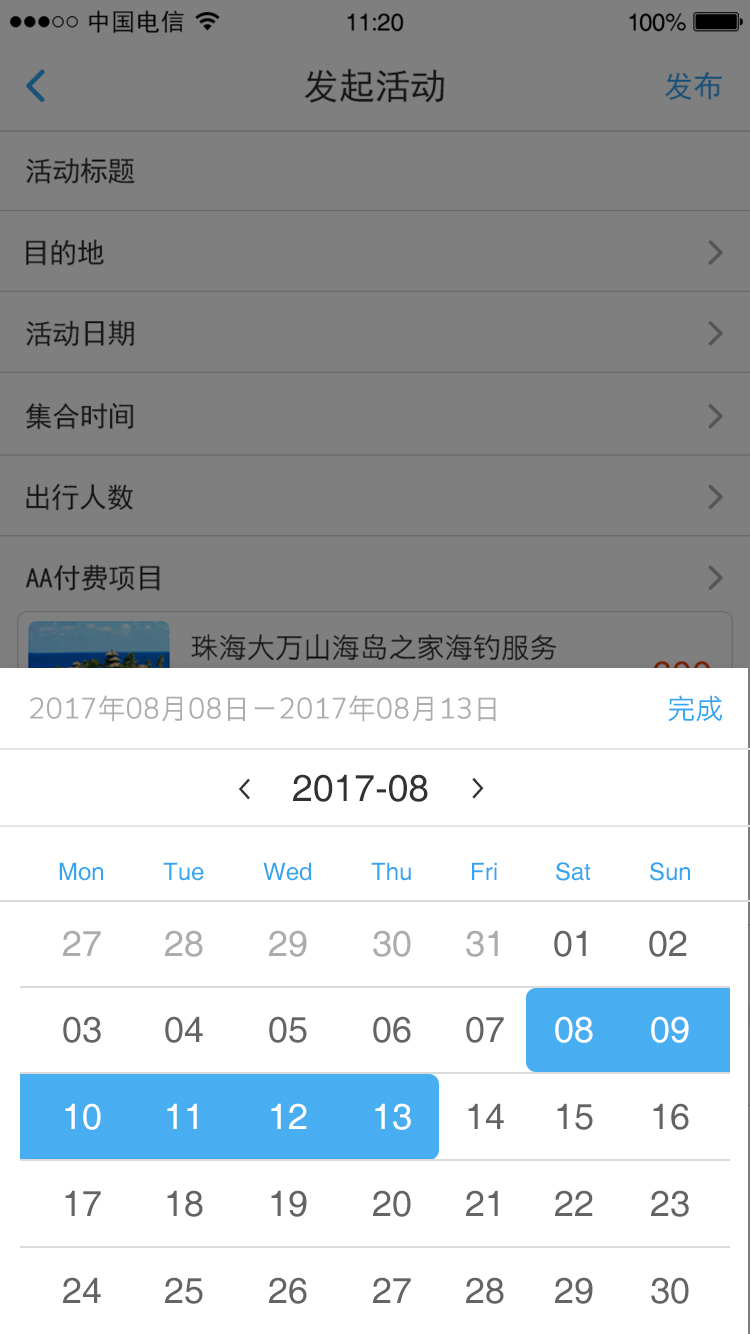 中国电信 11:20 100%
发起活动 发布
活动标题
目的地
活动日期
集合时间
出行人数
AA付费项目
珠海大万山海岛之家海钓服务
2017年08月08日－2017年08月13日 完成
2017-08
Mon Tue Wed Thu Fri Sat Sun
27 28 29 30 31 01 02
03 04 05 06 07 08 09
10 11 12 13 14 15 16
17 18 19 20 21 22 23
24 25 26 27 28 29 30